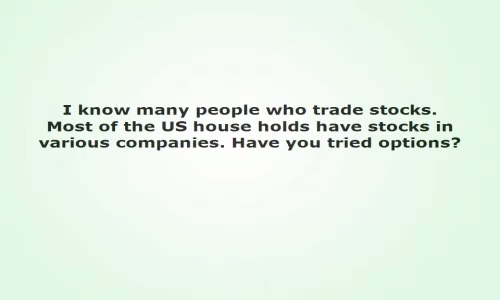 I know many people who trade stocks.
Most of the US house holds have stocks in
various companies. Have you tried options?